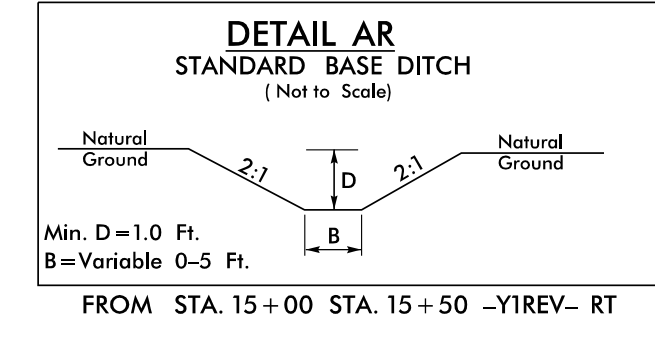 DETAIL AR
STANDARD BASE DITCH
( Not to Scale)
Natural
Ground
2:1
D
2:1
Natural
Ground
Min. D=1.0 Ft.
B
B=Variable 0–5 Ft.
FROM STA. 15+00 STA. 15+50 –Y1REV– RT